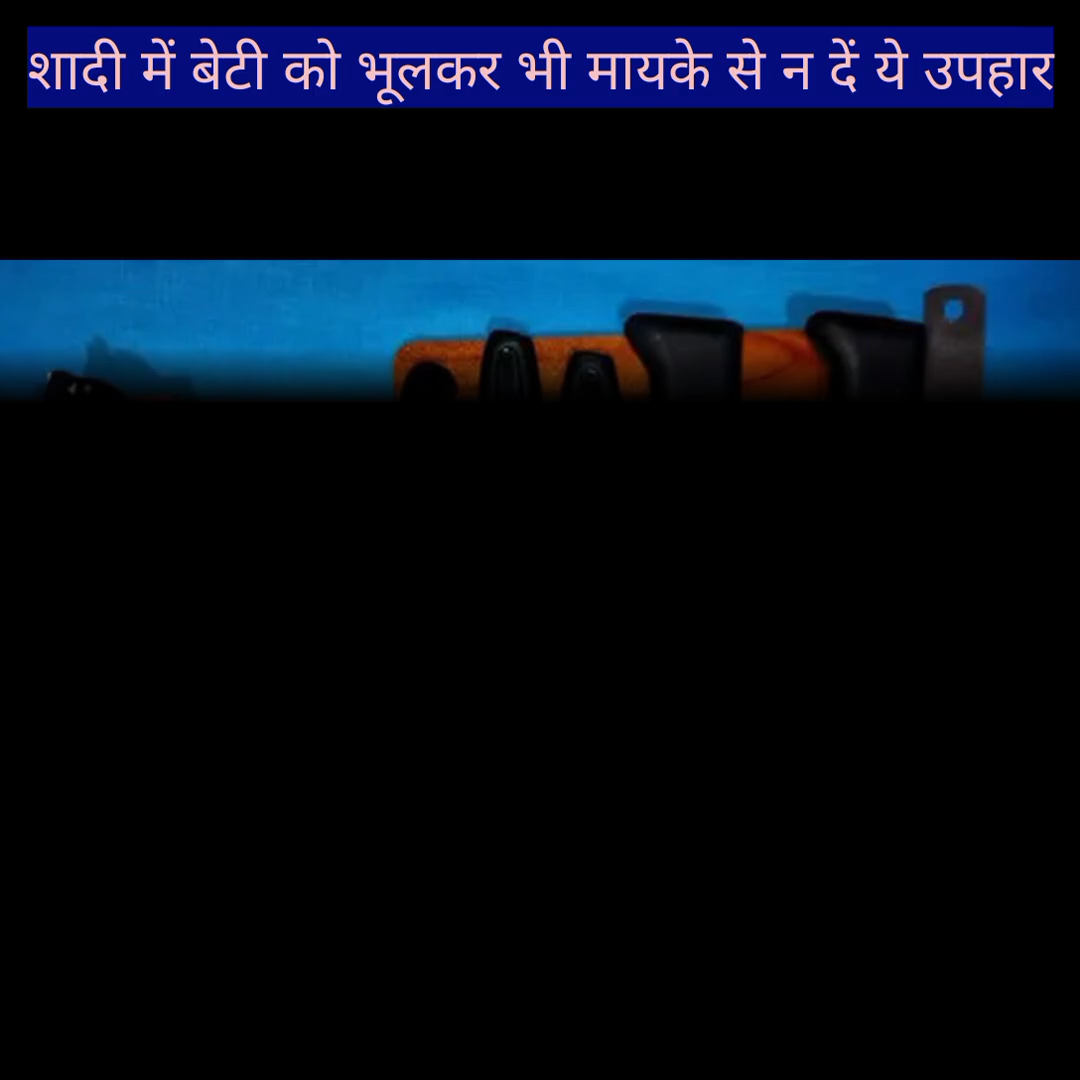 शादी में बेटी को भूलकर भी मायके से न दें ये उपहार